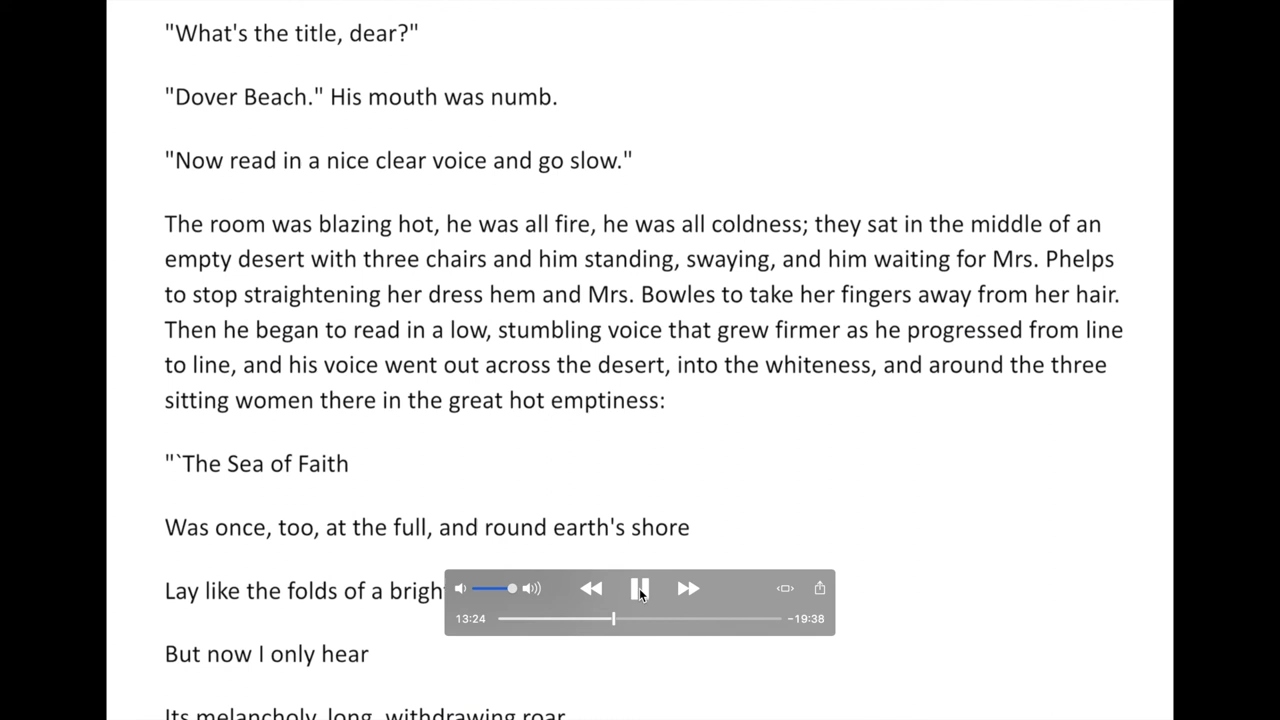 "What's the title, dear?"
"Dover Beach." His mouth was numb.
"Now read in a nice clear voice and go slow."
The room was blazing hot, he was all fire, he was all coldness; they sat in the middle of an
empty desert with three chairs and him standing, swaying, and him waiting for Mrs. Phelps
to stop straightening her dress hem and Mrs. Bowles to take her fingers away from her hair.
Then he began to read in a low, stumbling voice that grew firmer as he progressed from line
to line, and his voice went out across the desert, into the whiteness, and around the three
sitting women there in the great hot emptiness:
"`The Sea of Faith
Was once, too, at the full, and round earth's shore
Lay like the folds of a brigh
13:24
-19:38
But now I only hear
Its melancholy, long, withdrawing roar